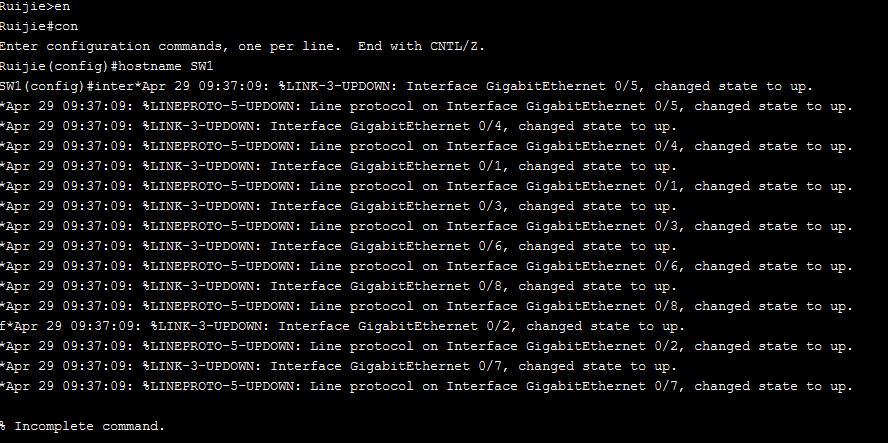 Ruijie>en
Ruijie#con
Enter configuration commands, one per line.  End with CNTL/Z.
Ruijie(config)#hostname SW1
SW1(config)#inter*Apr 29 09:37:09: %LINK-3-UPDOWN: Interface GigabitEthernet 0/5, changed state to up.
*Apr 29 09:37:09: %LINEPROTO-5-UPDOWN: Line protocol on Interface GigabitEthernet 0/5, changed state to up.
*Apr 29 09:37:09: %LINK-3-UPDOWN: Interface GigabitEthernet 0/4, changed state to up.
*Apr 29 09:37:09: %LINEPROTO-5-UPDOWN: Line protocol on Interface GigabitEthernet 0/4, changed state to up.
*Apr 29 09:37:09: %LINK-3-UPDOWN: Interface GigabitEthernet 0/1, changed state to up.
*Apr 29 09:37:09: %LINEPROTO-5-UPDOWN: Line protocol on Interface GigabitEthernet 0/1, changed state to up.
*Apr 29 09:37:09: %LINK-3-UPDOWN: Interface GigabitEthernet 0/3, changed state to up.
*Apr 29 09:37:09: %LINEPROTO-5-UPDOWN: Line protocol on Interface GigabitEthernet 0/3, changed state to up.
*Apr 29 09:37:09: %LINK-3-UPDOWN: Interface GigabitEthernet 0/6, changed state to up.
*Apr 29 09:37:09: %LINEPROTO-5-UPDOWN: Line protocol on Interface GigabitEthernet 0/6, changed state to up.
*Apr 29 09:37:09: %LINK-3-UPDOWN: Interface GigabitEthernet 0/8, changed state to up.
*Apr 29 09:37:09: %LINEPROTO-5-UPDOWN: Line protocol on Interface GigabitEthernet 0/8, changed state to up.
f*Apr 29 09:37:09: %LINK-3-UPDOWN: Interface GigabitEthernet 0/2, changed state to up.
*Apr 29 09:37:09: %LINEPROTO-5-UPDOWN: Line protocol on Interface GigabitEthernet 0/2, changed state to up.
*Apr 29 09:37:09: %LINK-3-UPDOWN: Interface GigabitEthernet 0/7, changed state to up.
*Apr 29 09:37:09: %LINEPROTO-5-UPDOWN: Line protocol on Interface GigabitEthernet 0/7, changed state to up.
% Incomplete command.